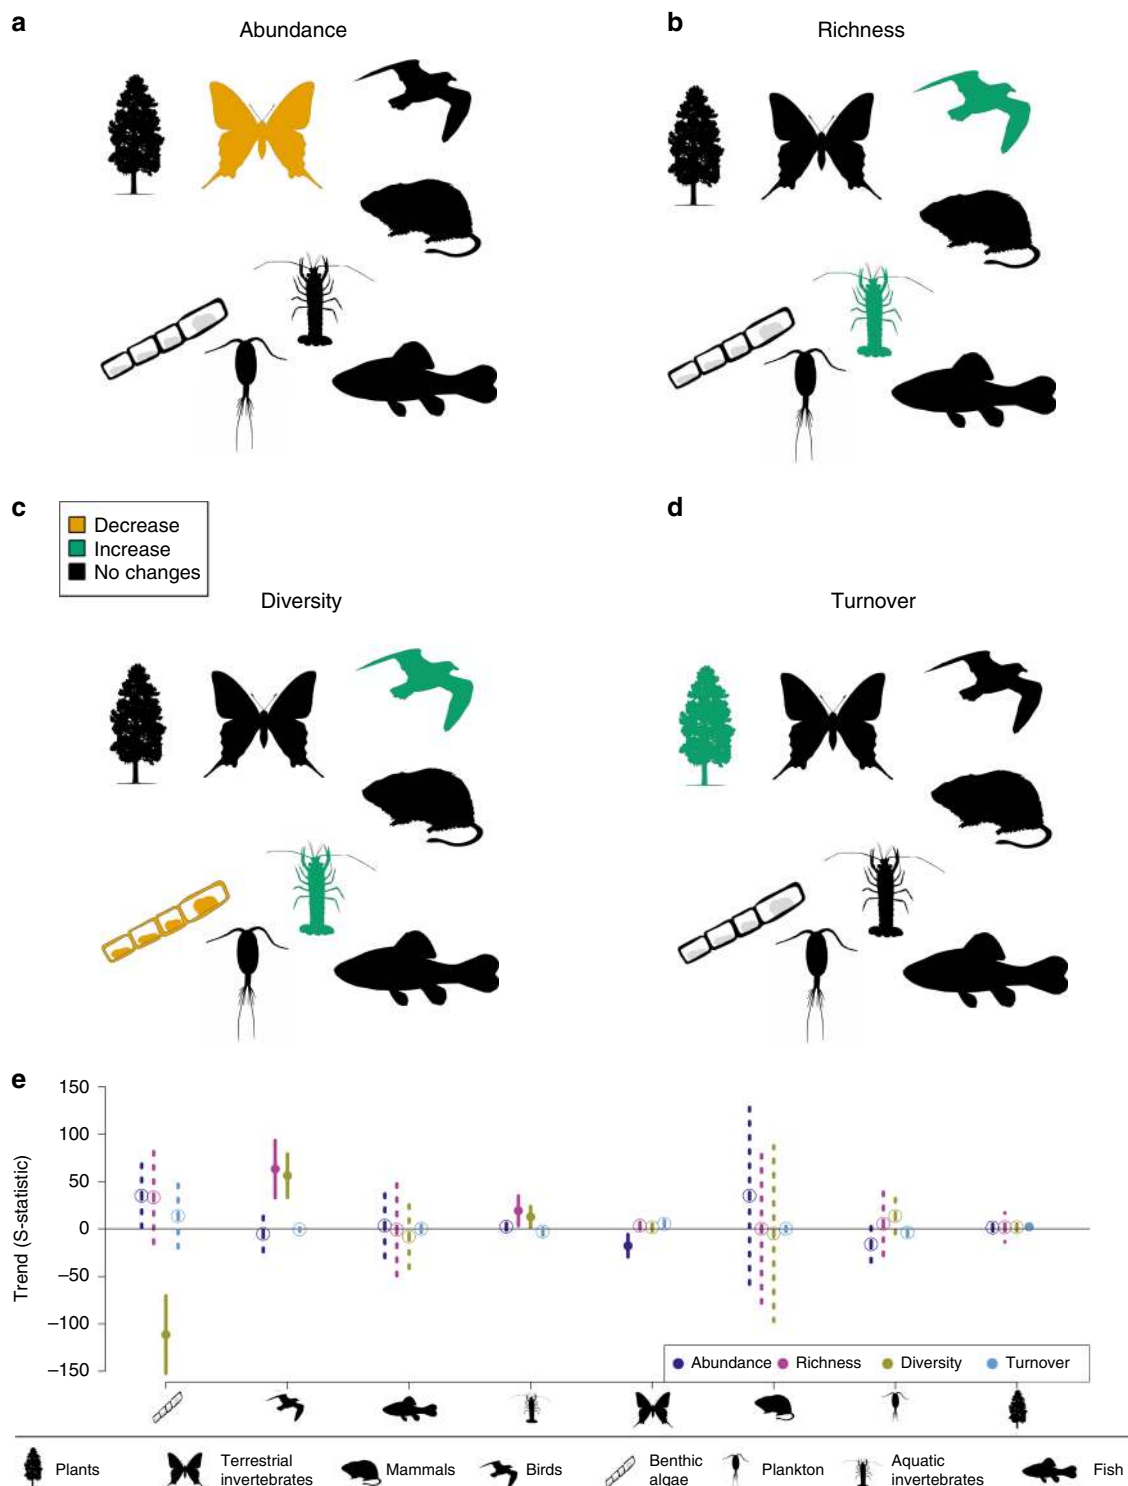 a
Abundance
b
Richness
c
Decrease
Increase
No changes
Diversity
d
Turnover
e
Trend (S-statistic)
150
100
50
0
−50
−100
−150
Abundance
Richness
Diversity
Turnover
Plants
Terrestrial
invertebrates
Mammals
Birds
Benthic
algae
Plankton
Aquatic
invertebrates
Fish